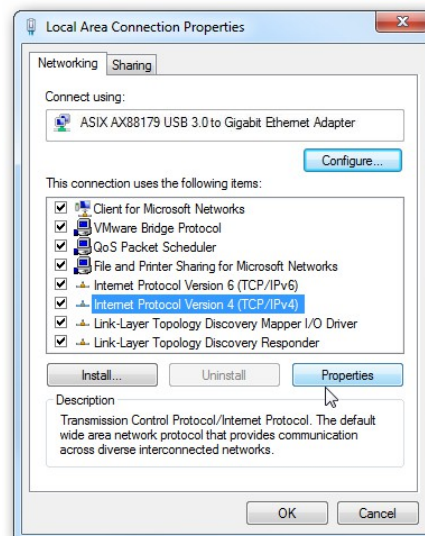 Local Area Connection Properties
Networking
Sharing
Connect using:
ASIX AX88179 USB 3.0 to Gigabit Ethernet Adapter
Configure...
This connection uses the following items:
Client for Microsoft Networks
VMware Bridge Protocol
QoS Packet Scheduler
File and Printer Sharing for Microsoft Networks
Internet Protocol Version 6 (TCP/IPv6)
Internet Protocol Version 4 (TCP/IPv4)
Link-Layer Topology Discovery Mapper I/O Driver
Link-Layer Topology Discovery Responder
Install...
Uninstall
Properties
Description
Transmission Control Protocol/Internet Protocol. The default
wide area network protocol that provides communication
across diverse interconnected networks.
OK
Cancel